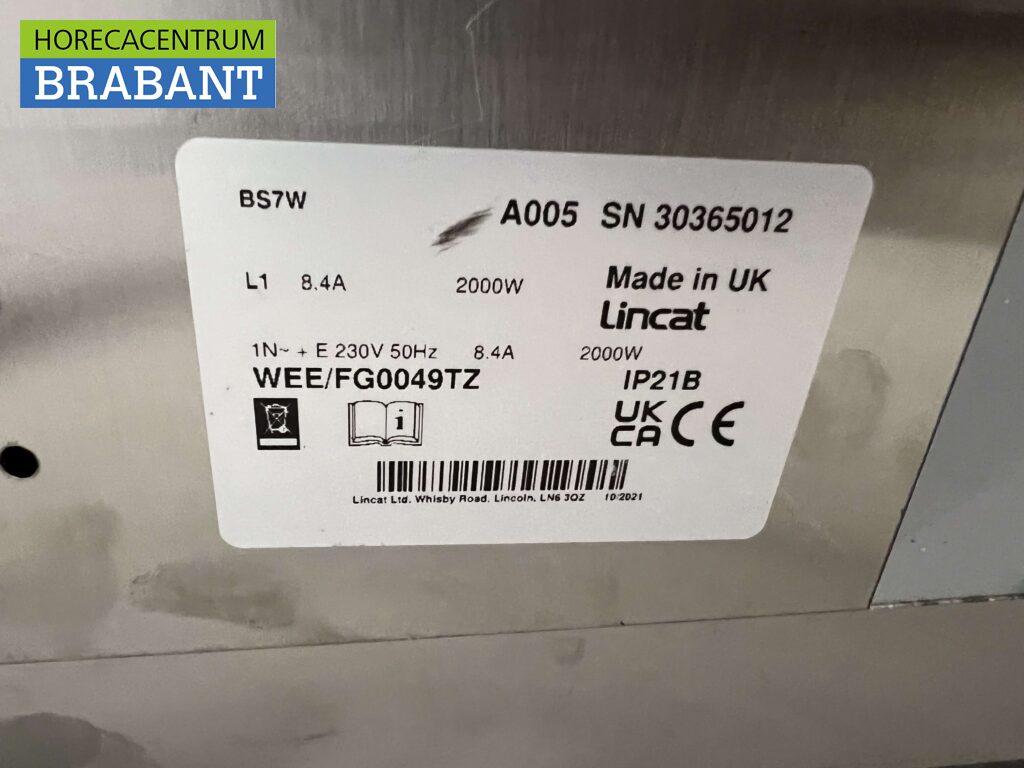 HORECACENTRUM
BRABANT
BS7W A005 SN 30365012
L1 8.4A 2000W Made in UK
Lincat
1N~ + E 230V 50Hz 8.4A 2000W
WEE/FG0049TZ IP21B
i UK CA CE
Lincat Ltd. Whisby Road, Lincoln, LN6 3QZ 10/2021